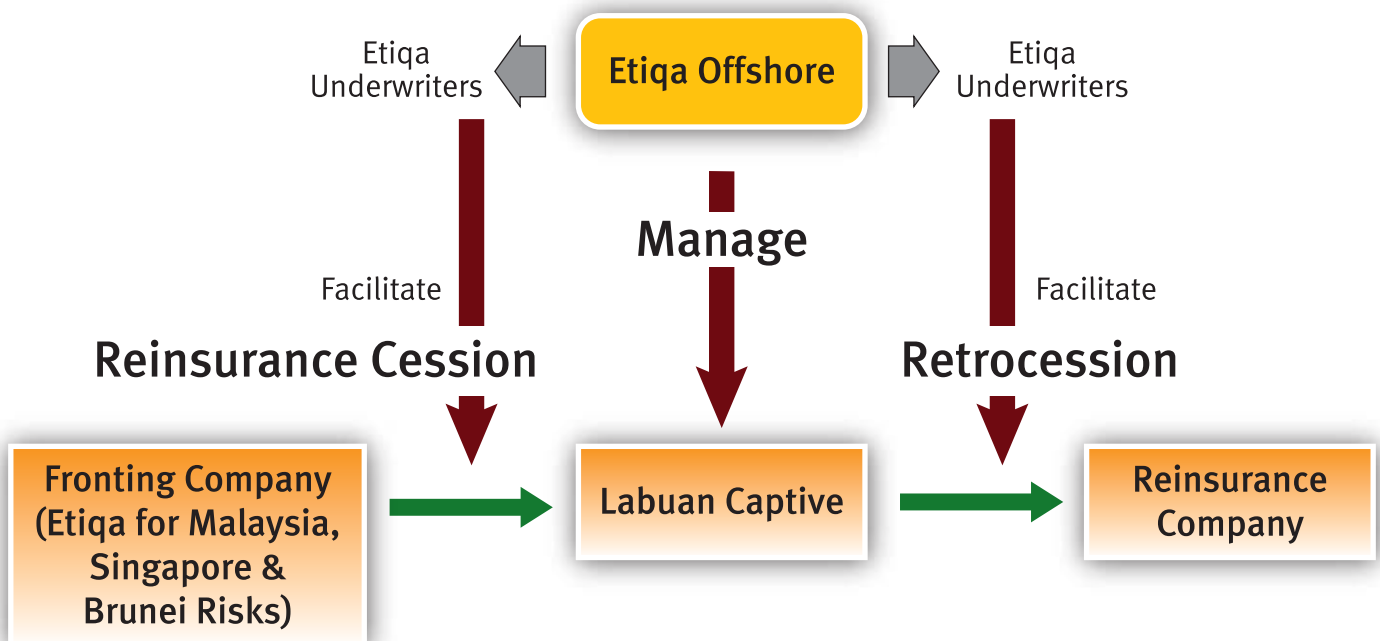 Etiqa
Underwriters
Etiqa Offshore
Etiqa
Underwriters
Manage
Facilitate
Facilitate
Reinsurance Cession
Retrocession
Fronting Company
(Etiqa for Malaysia,
Singapore &
Brunei Risks)
Labuan Captive
Reinsurance
Company